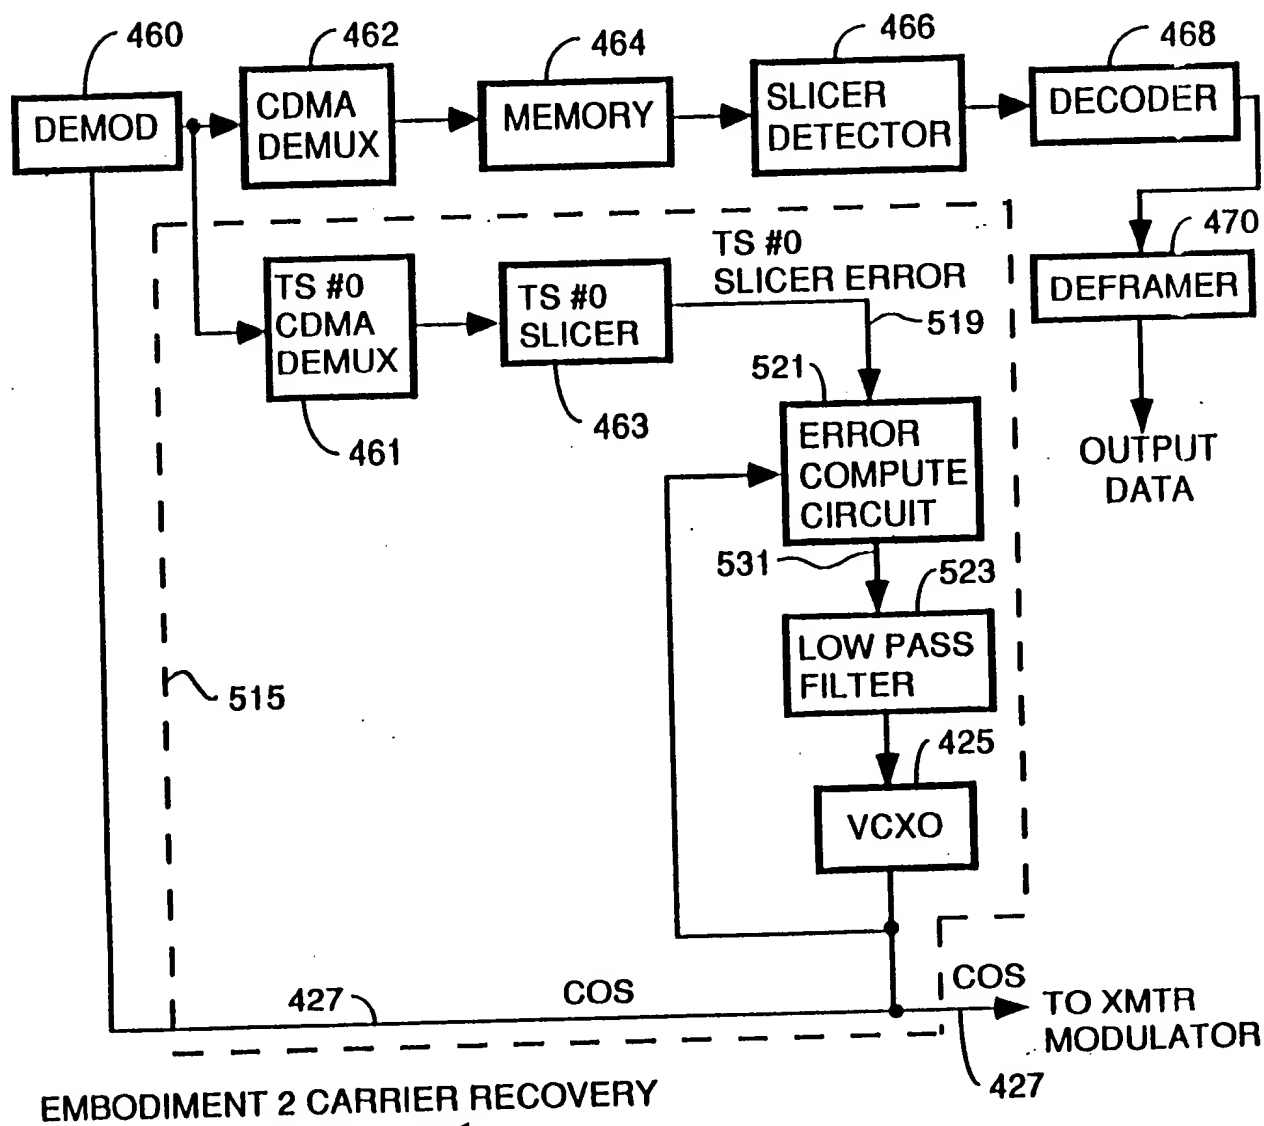 460
462
464
466
468
DEMOD
CDMA
DEMUX
MEMORY
SLICER
DETECTOR
DECODER
470
DEFRAMER
OUTPUT
DATA
TS #0
CDMA
DEMUX
461
TS #0
SLICER
463
TS #0
SLICER ERROR
519
521
ERROR
COMPUTE
CIRCUIT
531
523
LOW PASS
FILTER
515
425
VCXO
427
COS
COS
TO XMTR
MODULATOR
427
EMBODIMENT 2 CARRIER RECOVERY